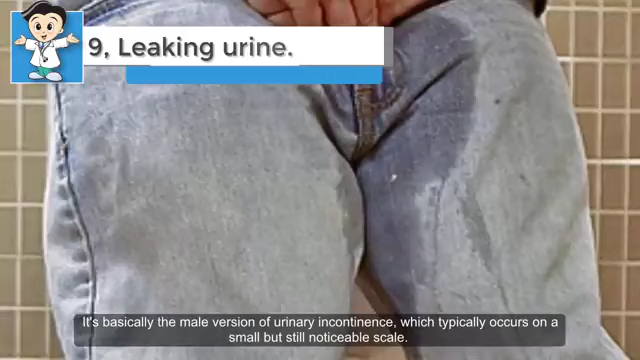 9, Leaking urine.
It's basically the male version of urinary incontinence, which typically occurs on a
small but still noticeable scale.